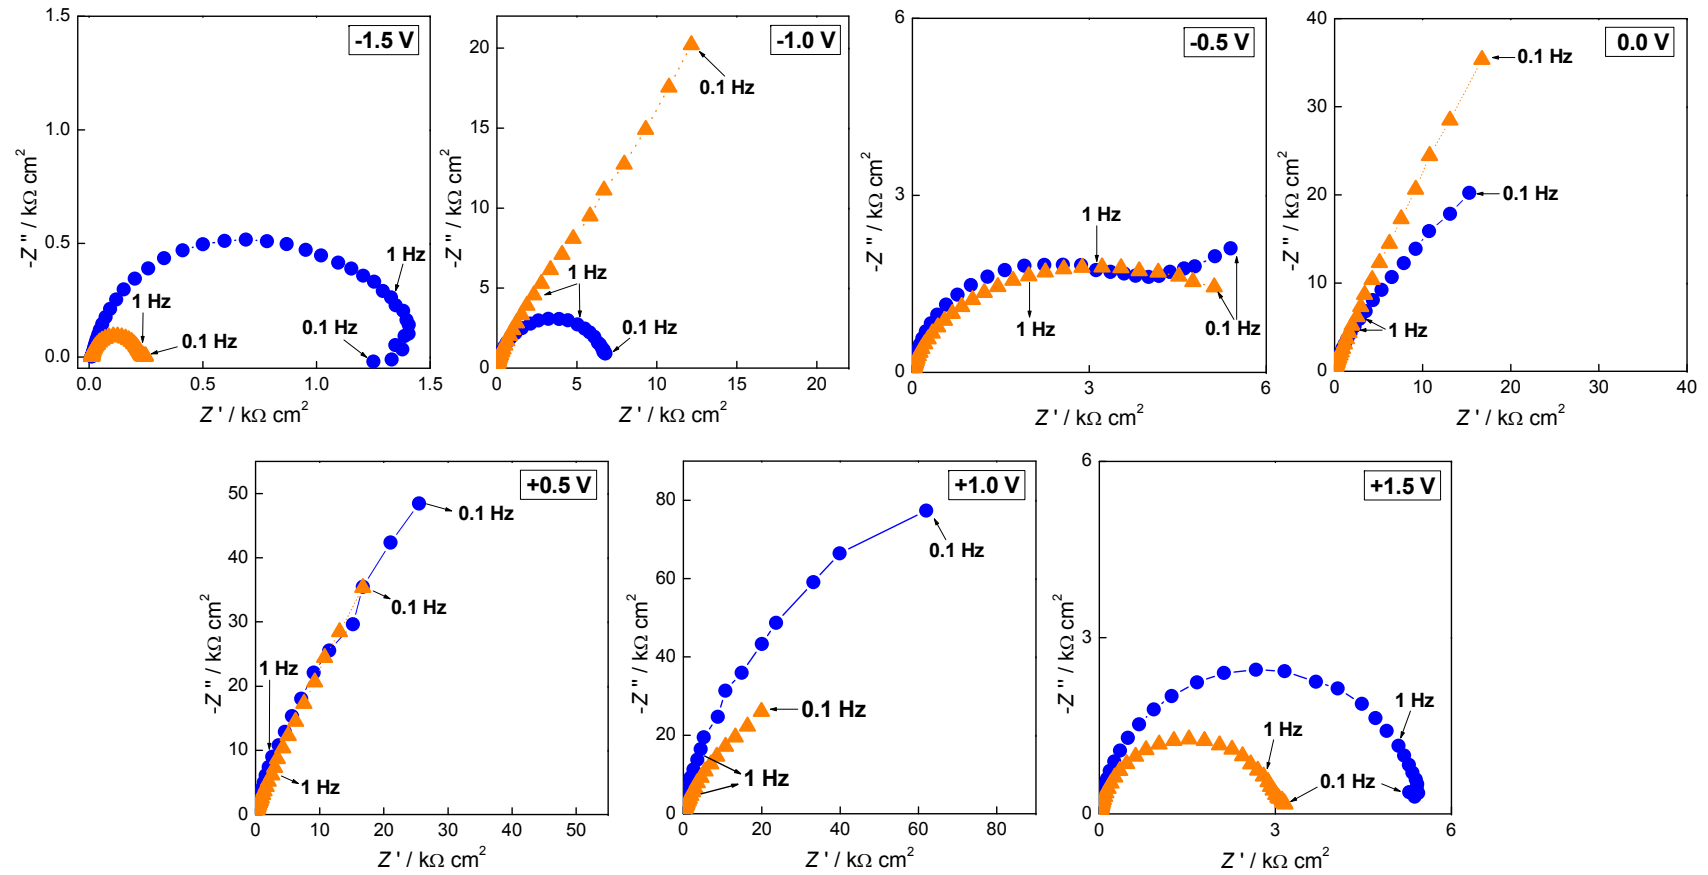 -1.5 V
1.5
1.0
0.5
0.0
-Z '' / kΩ cm2
1 Hz
1 Hz
0.1 Hz
0.1 Hz
0.0
0.5
1.0
1.5
Z ' / kΩ cm2
-1.0 V
20
15
10
5
0
-Z '' / kΩ cm2
0.1 Hz
1 Hz
0.1 Hz
0
5
10
15
20
Z ' / kΩ cm2
-0.5 V
6
3
0
-Z '' / kΩ cm2
1 Hz
1 Hz
0.1 Hz
0
3
6
Z ' / kΩ cm2
0.0 V
40
30
20
10
0
-Z '' / kΩ cm2
0.1 Hz
0.1 Hz
1 Hz
0
10
20
30
40
Z ' / kΩ cm2
+0.5 V
50
40
30
20
10
0
-Z '' / kΩ cm2
0.1 Hz
0.1 Hz
1 Hz
1 Hz
0
10
20
30
40
50
Z ' / kΩ cm2
+1.0 V
80
60
40
20
0
-Z '' / kΩ cm2
0.1 Hz
0.1 Hz
1 Hz
0
20
40
60
80
Z ' / kΩ cm2
+1.5 V
6
3
0
-Z '' / kΩ cm2
1 Hz
1 Hz
0.1 Hz
0
3
6
Z ' / kΩ cm2